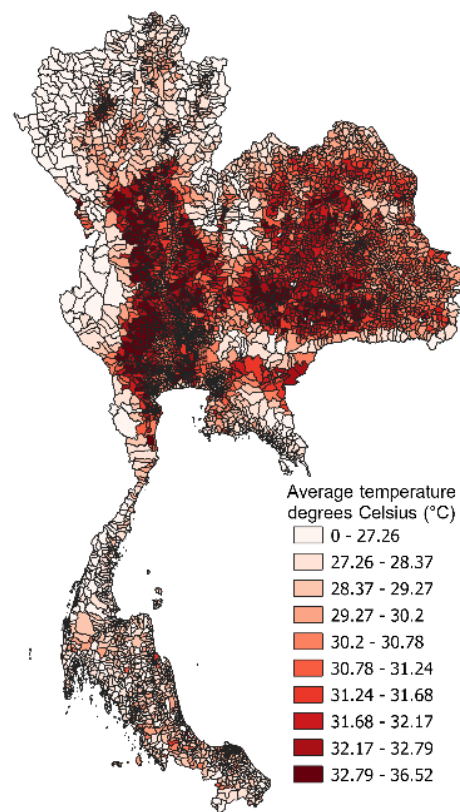 Average temperature
degrees Celsius (°C)
0 - 27.26
27.26 - 28.37
28.37 - 29.27
29.27 - 30.2
30.2 - 30.78
30.78 - 31.24
31.24 - 31.68
31.68 - 32.17
32.17 - 32.79
32.79 - 36.52